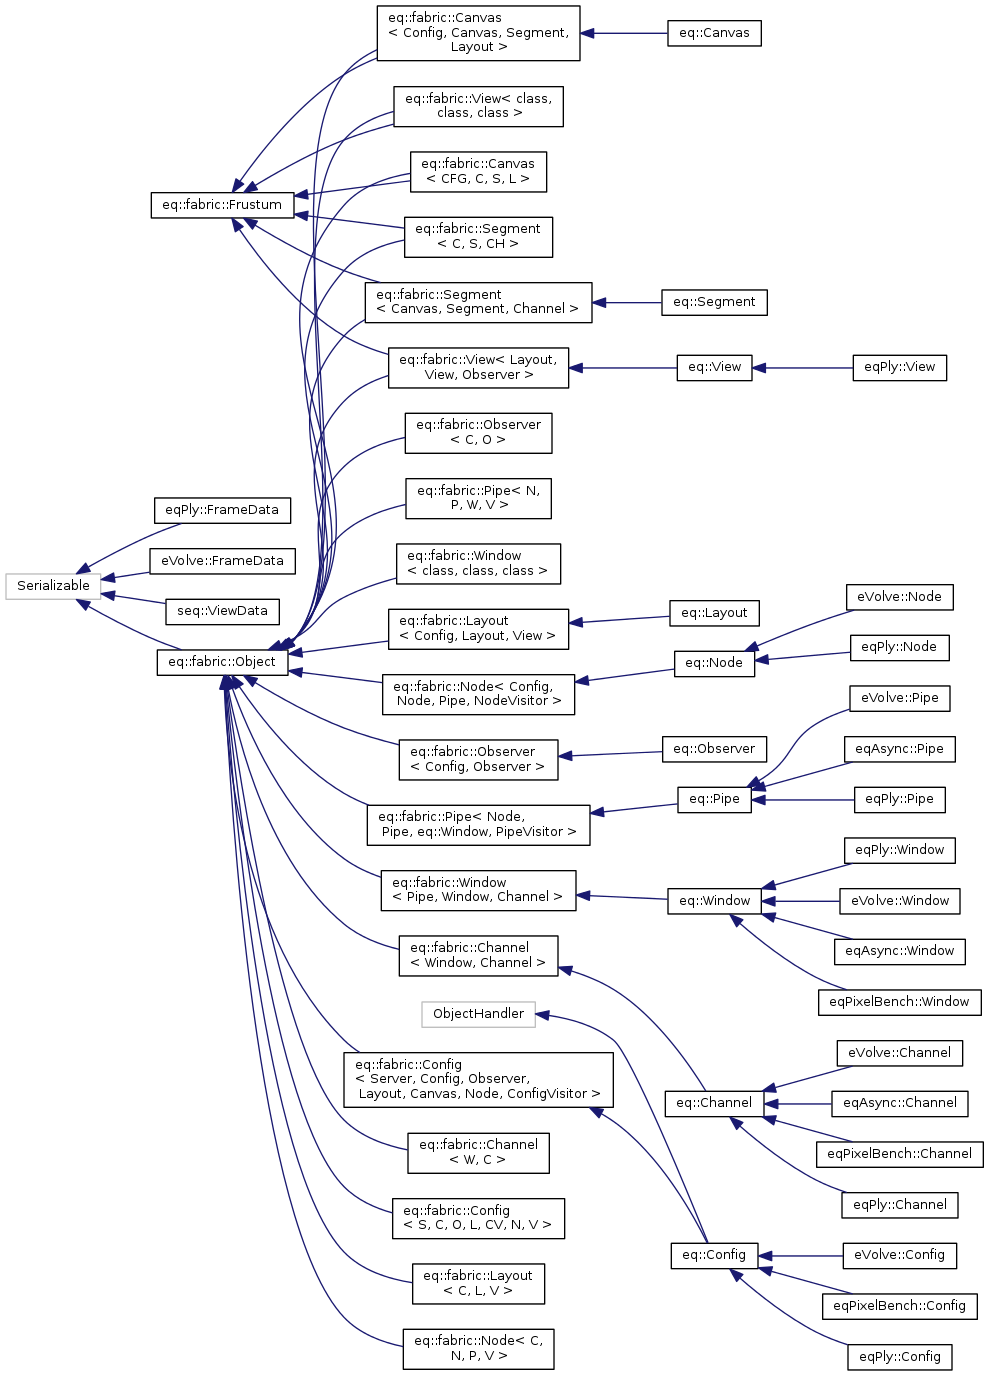 eq::fabric::Canvas
< Config, Canvas, Segment,
Layout >
eq::Canvas
eq::fabric::View< class,
class, class >
eq::fabric::Canvas
< CFG, C, S, L >
eq::fabric::Frustum
eq::fabric::Segment
< C, S, CH >
eq::fabric::Segment
< Canvas, Segment, Channel >
eq::Segment
eq::fabric::View< Layout,
View, Observer >
eq::View
eqPly::View
eq::fabric::Observer
< C, O >
eq::fabric::Pipe< N,
P, W, V >
eqPly::FrameData
eVolve::FrameData
Serializable
seq::ViewData
eq::fabric::Object
eq::fabric::Window
< class, class, class >
eq::fabric::Layout
< Config, Layout, View >
eq::Layout
eVolve::Node
eq::fabric::Node< Config,
Node, Pipe, NodeVisitor >
eq::Node
eqPly::Node
eVolve::Pipe
eq::fabric::Observer
< Config, Observer >
eq::Observer
eqAsync::Pipe
eq::fabric::Pipe< Node,
Pipe, eq::Window, PipeVisitor >
eq::Pipe
eqPly::Pipe
eqPly::Window
eq::fabric::Window
< Pipe, Window, Channel >
eq::Window
eVolve::Window
eqAsync::Window
eq::fabric::Channel
< Window, Channel >
eqPixelBench::Window
ObjectHandler
eq::fabric::Config
< Server, Config, Observer,
Layout, Canvas, Node, ConfigVisitor >
eVolve::Channel
eq::Channel
eqAsync::Channel
eq::fabric::Channel
< W, C >
eqPixelBench::Channel
eqPly::Channel
eq::fabric::Config
< S, C, O, L, CV, N, V >
eq::Config
eVolve::Config
eq::fabric::Layout
< C, L, V >
eqPixelBench::Config
eq::fabric::Node< C,
N, P, V >
eqPly::Config